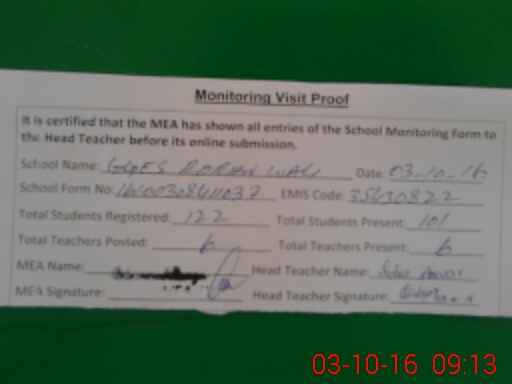 Monitoring Visit Proof
It is certified that the MEA has shown all entries of the School Monitoring Form to
the Head Teacher before its online submission.
School Name: Date: 03-10-16
School Form No: EMIS Code: 35430822
Total Students Registered: 122 Total Students Present: 101
Total Teachers Posted: 6 Total Teachers Present: 6
MEA Name: Head Teacher Name:
MEA Signature: Head Teacher Signature:
03-10-16 09:13